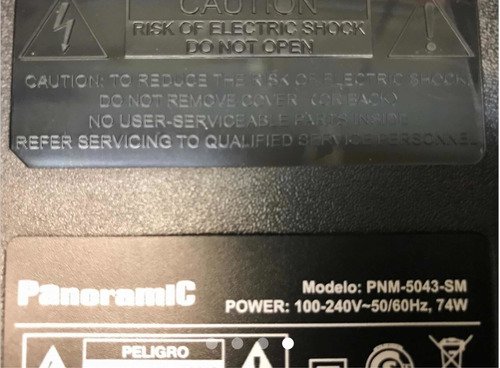 CAUTION
RISK OF ELECTRIC SHOCK
DO NOT OPEN
CAUTION: TO REDUCE THE RISK OF ELECTRIC SHOCK,
DO NOT REMOVE COVER (OR BACK)
NO USER-SERVICEABLE PARTS INSIDE
REFER SERVICING TO QUALIFIED SERVICE PERSONNEL
PanoramiC
Modelo: PNM-5043-SM
POWER: 100-240V~50/60Hz, 74W
PELIGRO